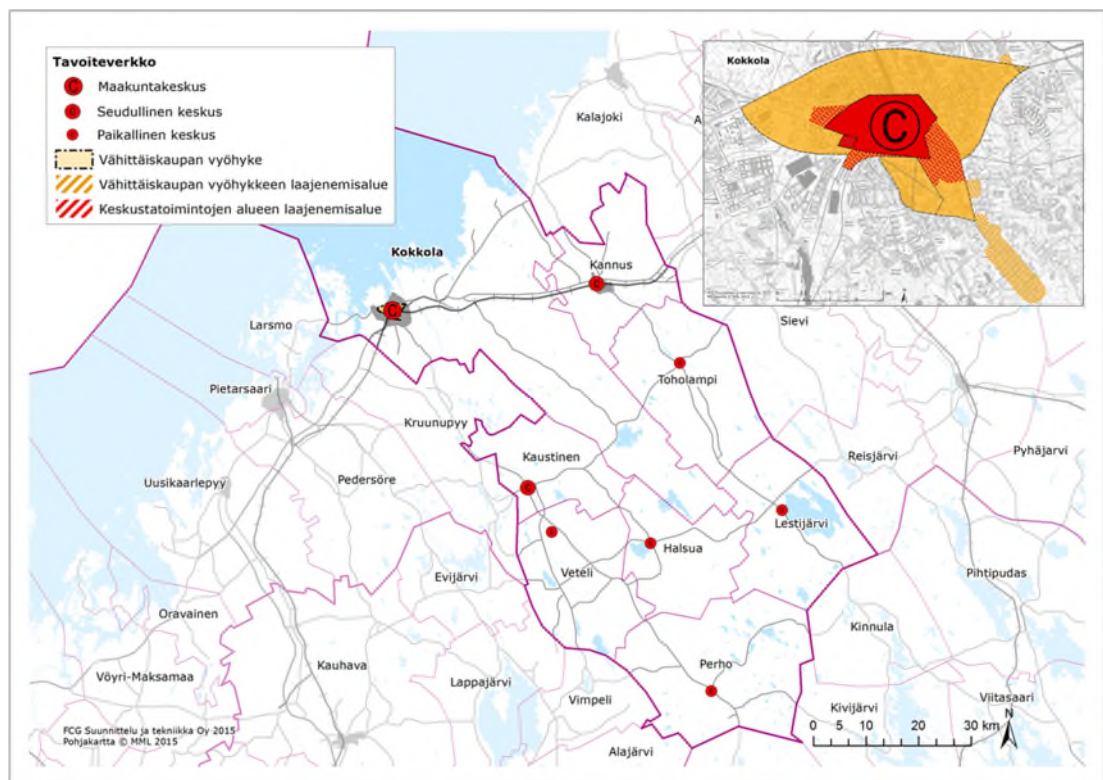 Tavoiteverkko
C Maakuntakeskus
c Seudullinen keskus
c Paikallinen keskus
Vähittäiskaupan vyöhyke
Vähittäiskaupan vyöhykkeen laajenemisalue
Keskustatoimintojen alueen laajenemisalue
Kokkola
C
Kalajoki
A
Kokkola
Kannus
C
c
Larsmo
Sievi
Pietarsaari
Toholampi
Kruunupyy
Kaustinen
Reisjärvi
Pyhäjärvi
Uusikaarlepyy
Pedersöre
Lestijärvi
Halsua
Veteli
Evijärvi
Pihtipudas
Oravainen
Kinnula
Kauhava
Perho
Vöyri-Maksamaa
Lappajärvi
Vimpeli
Kivijärvi
Viitasaari
N
0 10 20 30 km
FCG Suunnittelu ja tekniikka Oy 2015
Pohjakartta © MML 2015
Alajärvi